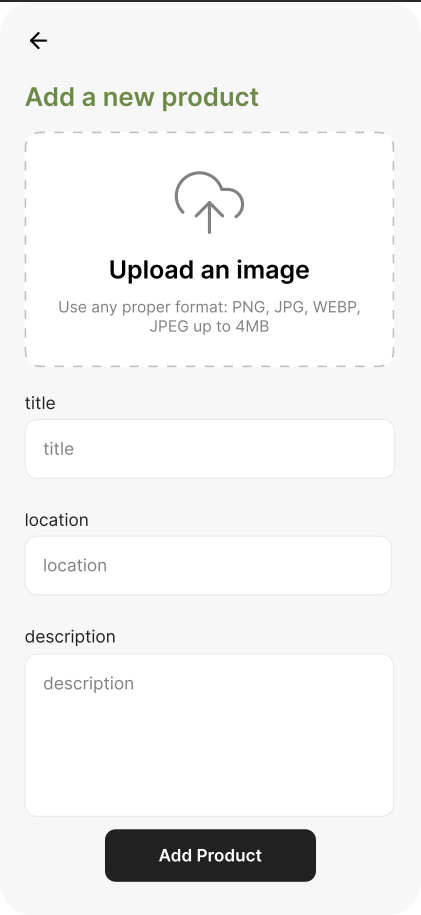 Add a new product
Upload an image
Use any proper format: PNG, JPG, WEBP,
JPEG up to 4MB
title
title
location
location
description
description
Add Product